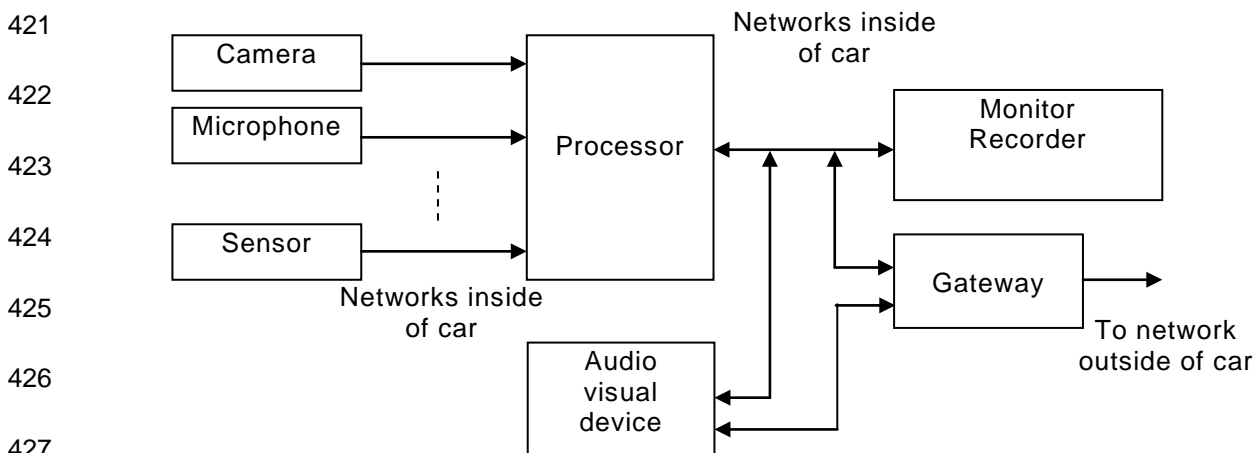 421
Networks inside
of car
Camera
422
Microphone
Processor
Monitor
Recorder
423
424
Sensor
Gateway
Networks inside
of car
425
To network
outside of car
426
Audio
visual
device
427